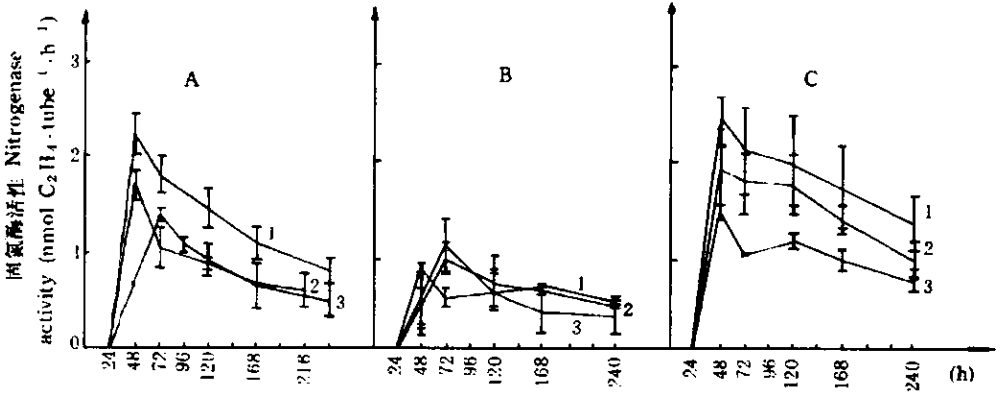 固氮酶活性 Nitrogenase
activity (nmol C₂H₄·tube⁻¹·h⁻¹)
3
2
1
0
A
1
2
3
24 48 72 96 120 168 216
B
1
2
3
24 48 72 120 168 240
C
1
2
3
24 48 72 96 120 168 240 (h)